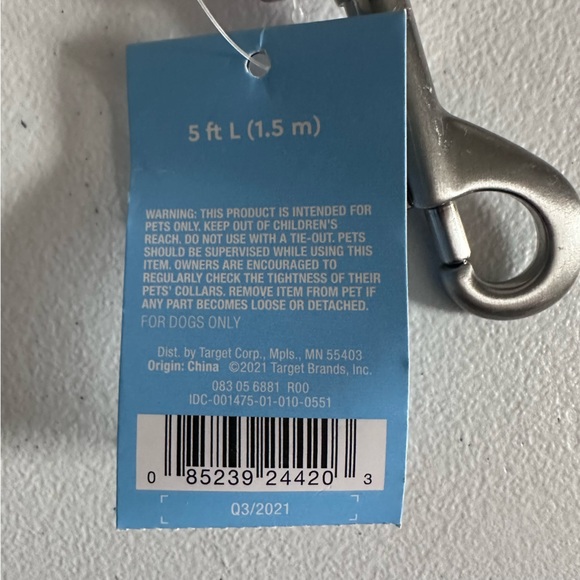 5 ft L (1.5 m)
WARNING: THIS PRODUCT IS INTENDED FOR
PETS ONLY. KEEP OUT OF CHILDREN'S
REACH. DO NOT USE WITH A TIE-OUT. PETS
SHOULD BE SUPERVISED WHILE USING THIS
ITEM. OWNERS ARE ENCOURAGED TO
REGULARLY CHECK THE TIGHTNESS OF THEIR
PETS' COLLARS. REMOVE ITEM FROM PET IF
ANY PART BECOMES LOOSE OR DETACHED.
FOR DOGS ONLY
Dist. by Target Corp., Mpls., MN 55403
Origin: China ©2021 Target Brands, Inc.
083 05 6881 R00
IDC-001475-01-010-0551
0 85239 24420 3
Q3/2021